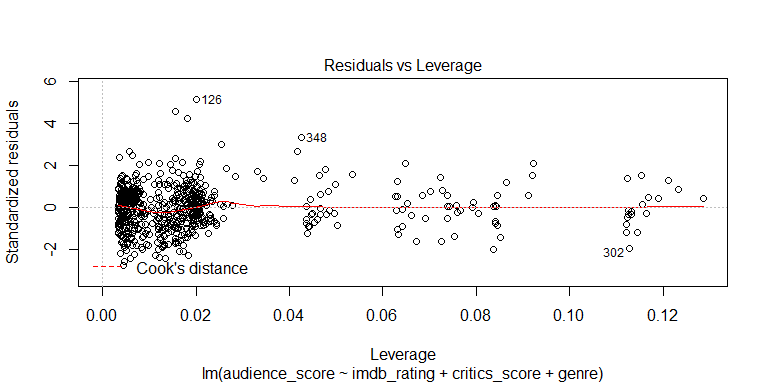 Residuals vs Leverage
Standardized residuals
6
4
2
0
-2
126
348
302
Cook's distance
0.00 0.02 0.04 0.06 0.08 0.10 0.12
Leverage
lm(audience_score ~ imdb_rating + critics_score + genre)